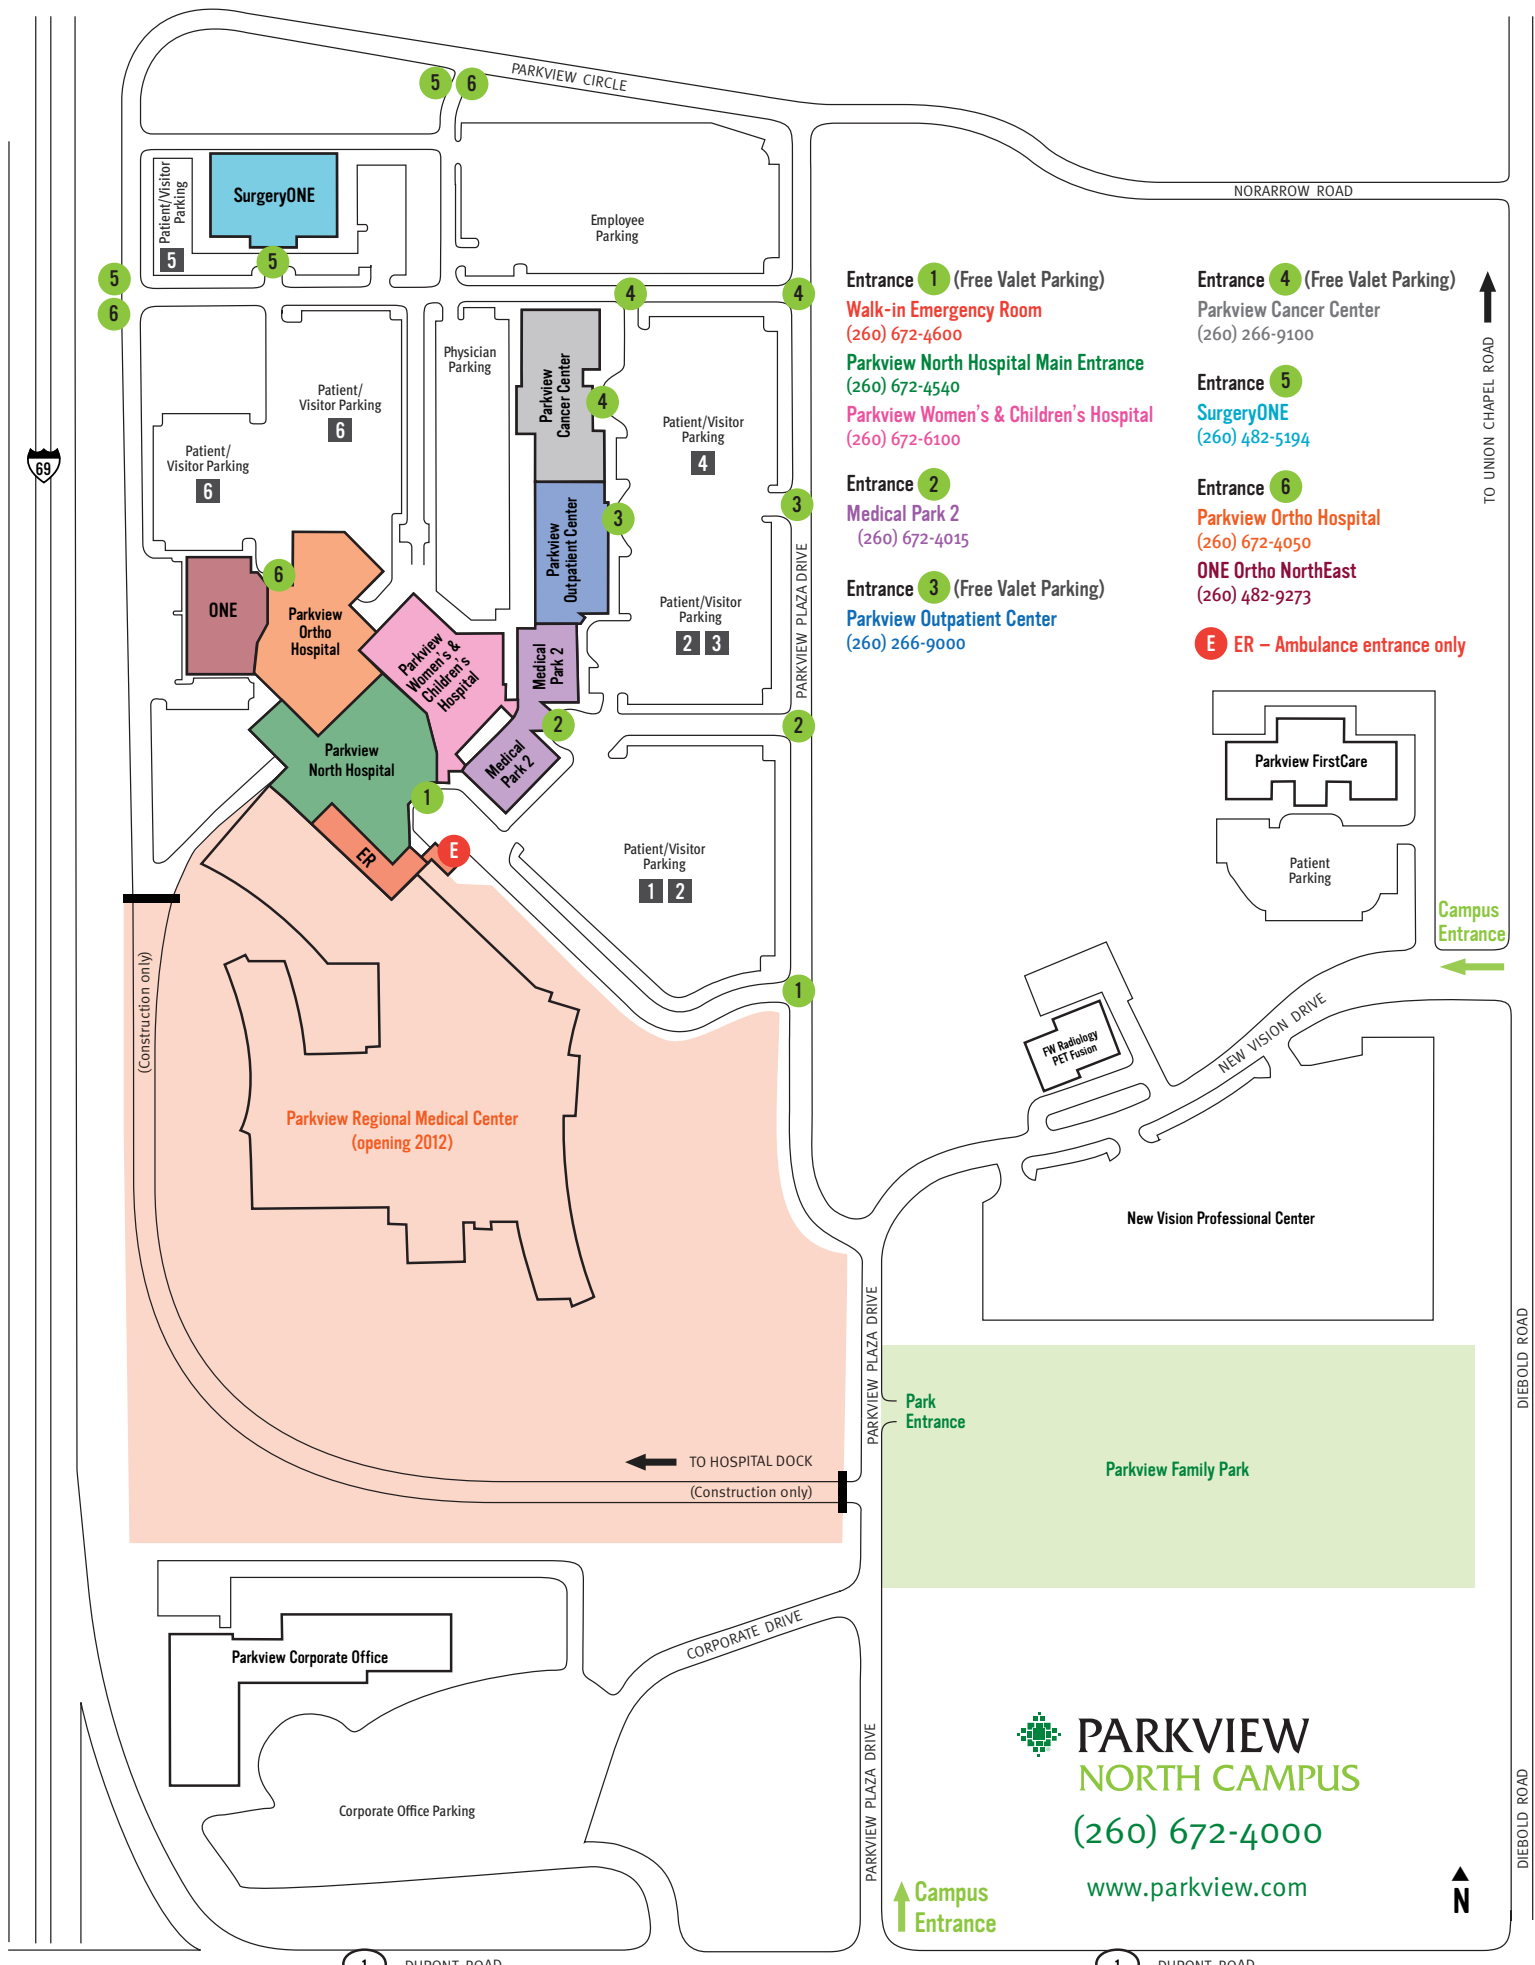 PARKVIEW CIRCLE
5
6
NORARROW ROAD
SurgeryONE
Patient/Visitor
Parking
5
5
5
6
Employee
Parking
4
4
Physician
Parking
Patient/
Visitor Parking
6
Patient/
Visitor Parking
6
Parkview
Cancer Center
4
Patient/Visitor
Parking
4
69
Parkview
Outpatient Center
3
3
PARKVIEW PLAZA DRIVE
ONE
6
Parkview
Ortho
Hospital
Parkview
Women's &
Children's
Hospital
Medical
Park 2
Patient/Visitor
Parking
2 3
2
2
Medical
Park 2
Parkview
North Hospital
1
ER
E
Patient/Visitor
Parking
1 2
1
Entrance 1 (Free Valet Parking)
Walk-in Emergency Room
(260) 672-4600
Parkview North Hospital Main Entrance
(260) 672-4540
Parkview Women's & Children's Hospital
(260) 672-6100
Entrance 2
Medical Park 2
(260) 672-4015
Entrance 3 (Free Valet Parking)
Parkview Outpatient Center
(260) 266-9000
Entrance 4 (Free Valet Parking)
Parkview Cancer Center
(260) 266-9100
Entrance 5
SurgeryONE
(260) 482-5194
Entrance 6
Parkview Ortho Hospital
(260) 672-4050
ONE Ortho NorthEast
(260) 482-9273
E ER – Ambulance entrance only
TO UNION CHAPEL ROAD
Parkview FirstCare
Patient
Parking
Campus
Entrance
NEW VISION DRIVE
FW Radiology
PET Fusion
New Vision Professional Center
(Construction only)
Parkview Regional Medical Center
(opening 2012)
PARKVIEW PLAZA DRIVE
DIEBOLD ROAD
Park
Entrance
Parkview Family Park
TO HOSPITAL DOCK
(Construction only)
CORPORATE DRIVE
Parkview Corporate Office
Corporate Office Parking
PARKVIEW PLAZA DRIVE
DIEBOLD ROAD
PARKVIEW
NORTH CAMPUS
(260) 672-4000
www.parkview.com
N
Campus
Entrance
1 DUPONT ROAD
1 DUPONT ROAD